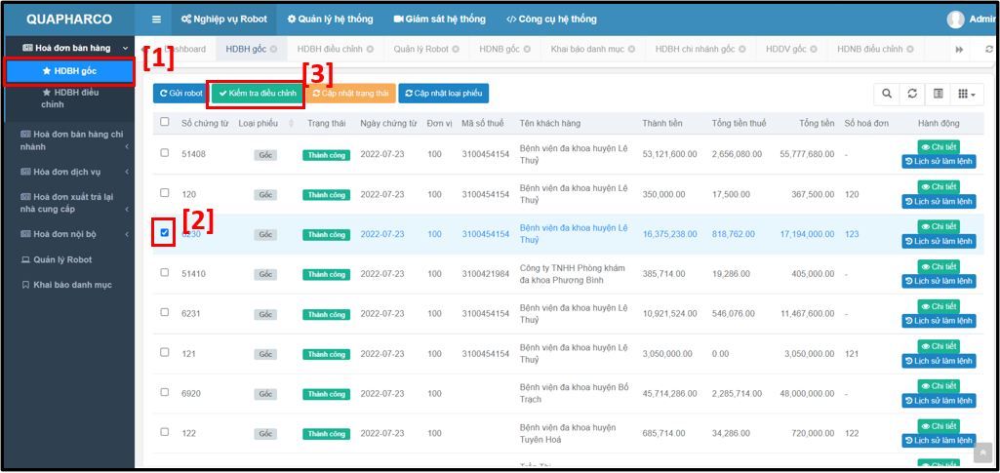 QUAPHARCO
Nghiệp vụ Robot
Quản lý hệ thống
Giám sát hệ thống
Công cụ hệ thống
Admin
Hoá đơn bán hàng
HDBH gốc
HDBH điều
chỉnh
Hoá đơn bán hàng chi
nhánh
Hóa đơn dịch vụ
Hoá đơn xuất trả lại
nhà cung cấp
Hoá đơn nội bộ
Quản lý Robot
Khai báo danh mục
[1]
[2]
[3]
Dashboard
HDBH gốc
HDBH điều chỉnh
Quản lý Robot
HDNB gốc
Khai báo danh mục
HDBH chi nhánh gốc
HDDV gốc
HDNB điều chỉnh
Gửi robot
Kiểm tra điều chỉnh
Cập nhật trạng thái
Cập nhật loại phiếu
Số chứng từ Loại phiếu Trạng thái Ngày chứng từ Đơn vị Mã số thuế Tên khách hàng Thành tiền Tổng tiền thuế Tổng tiền Số hoá đơn Hành động
51408 Gốc Thành công 2022-07-23 100 3100454154 Bệnh viện đa khoa huyện Lệ
Thuỷ 53,121,600.00 2,656,080.00 55,777,680.00 - Chi tiết
Lịch sử làm lệnh
120 Gốc Thành công 2022-07-23 100 3100454154 Bệnh viện đa khoa huyện Lệ
Thuỷ 350,000.00 17,500.00 367,500.00 120 Chi tiết
Lịch sử làm lệnh
6230 Gốc Thành công 2022-07-23 100 3100454154 Bệnh viện đa khoa huyện Lệ
Thuỷ 16,375,238.00 818,762.00 17,194,000.00 123 Chi tiết
Lịch sử làm lệnh
51410 Gốc Thành công 2022-07-23 100 3100421984 Công ty TNHH Phòng khám
đa khoa Phương Bình 385,714.00 19,286.00 405,000.00 - Chi tiết
Lịch sử làm lệnh
6231 Gốc Thành công 2022-07-23 100 3100454154 Bệnh viện đa khoa huyện Lệ
Thuỷ 10,921,524.00 546,076.00 11,467,600.00 - Chi tiết
Lịch sử làm lệnh
121 Gốc Thành công 2022-07-23 100 3100454154 Bệnh viện đa khoa huyện Lệ
Thuỷ 3,050,000.00 0.00 3,050,000.00 121 Chi tiết
Lịch sử làm lệnh
6920 Gốc Thành công 2022-07-23 100 Bệnh viện đa khoa huyện Bố
Trạch 45,714,286.00 2,285,714.00 48,000,000.00 - Chi tiết
Lịch sử làm lệnh
122 Gốc Thành công 2022-07-23 100 Bệnh viện đa khoa huyện
Tuyên Hoá 685,714.00 34,286.00 720,000.00 122 Chi tiết
Lịch sử làm lệnh